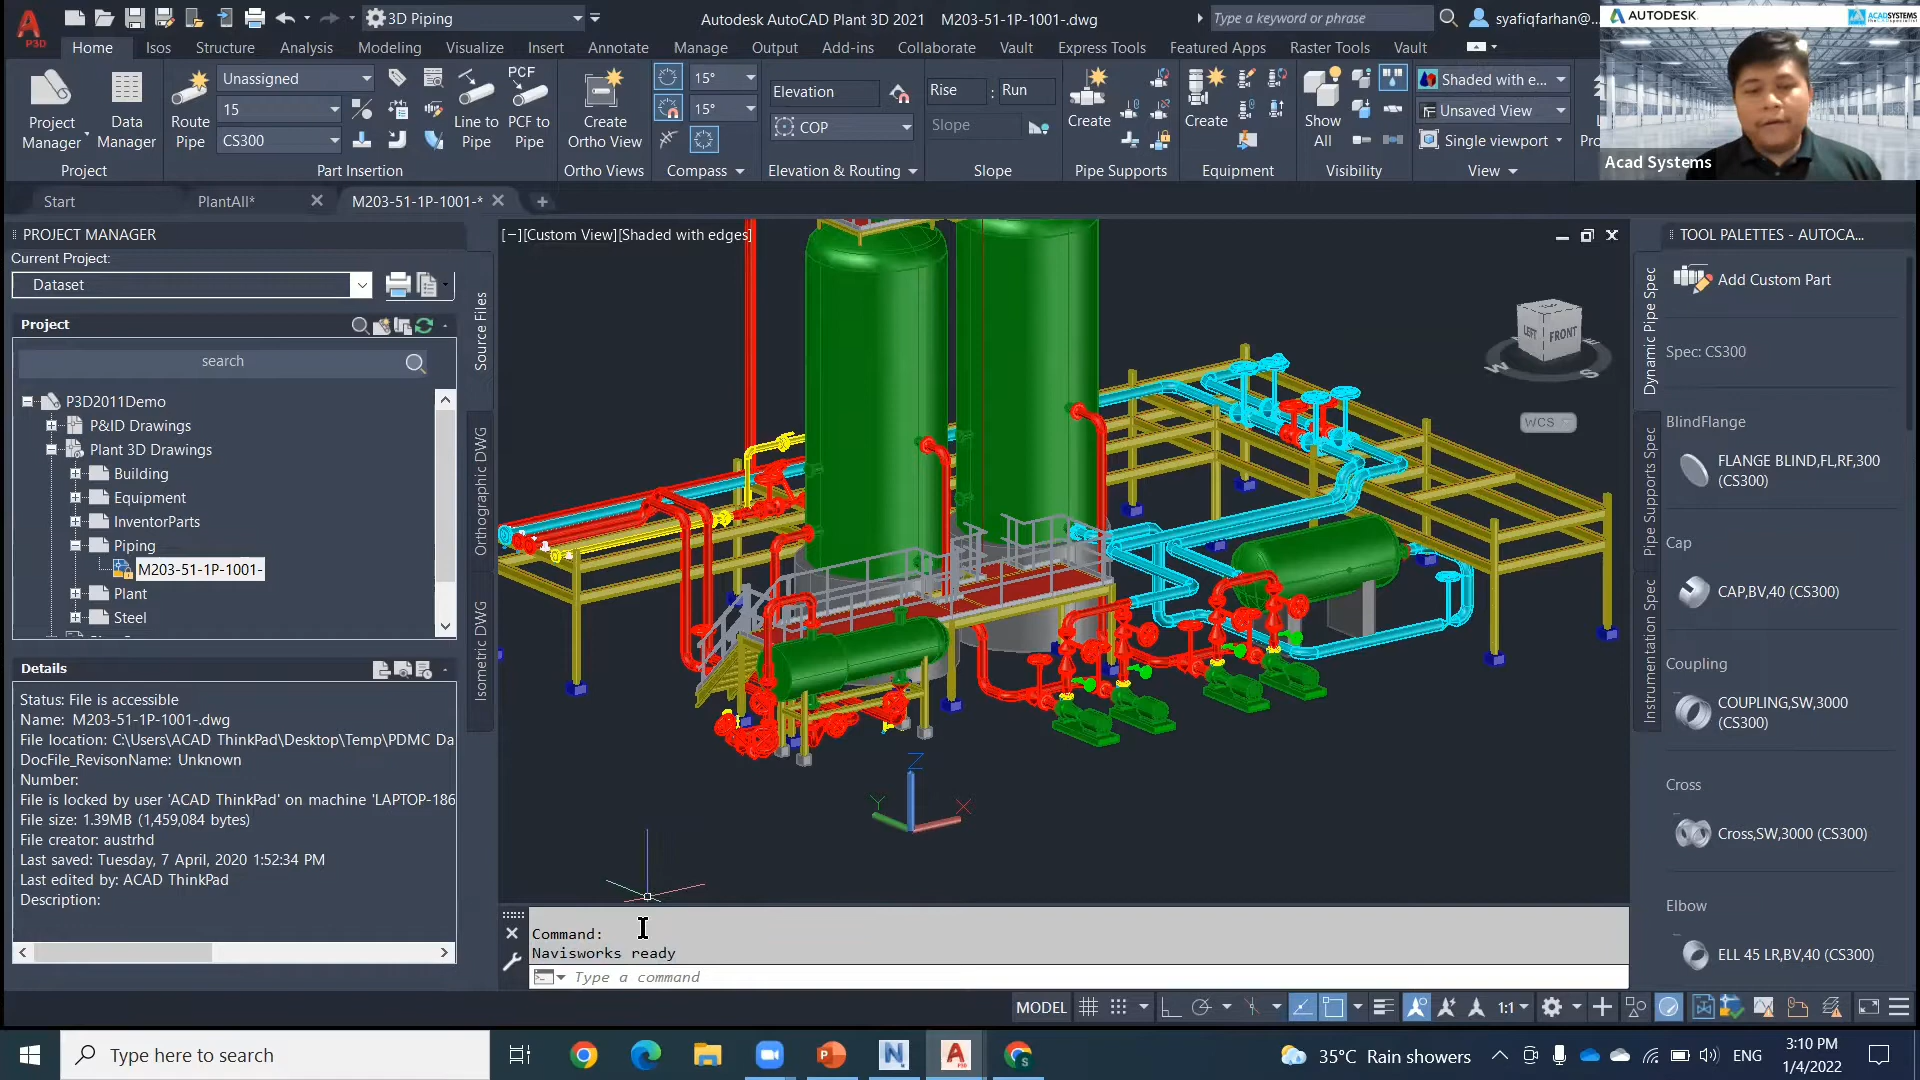 3D Piping
Autodesk AutoCAD Plant 3D 2021 M203-51-1P-1001-.dwg
Type a keyword or phrase
syafiqfarhan@...
AUTODESK
ACADSYSTEMS
P3D
Home Isos Structure Analysis Modeling Visualize Insert Annotate Manage Output Add-ins Collaborate Vault Express Tools Featured Apps Raster Tools Vault
Project Manager
Data Manager
Route Pipe
Unassigned
15
CS300
Line to Pipe
PCF
PCF to Pipe
Create Ortho View
15°
15°
Elevation
COP
Rise : Run
Slope
Create
Create
Show All
Shaded with e...
Unsaved View
Single viewport
Acad Systems
Project
Part Insertion
Ortho Views
Compass
Elevation & Routing
Slope
Pipe Supports
Equipment
Visibility
View
Start
PlantAll*
M203-51-1P-1001-*
PROJECT MANAGER
Current Project:
Dataset
Project
search
P3D2011Demo
P&ID Drawings
Plant 3D Drawings
Building
Equipment
InventorParts
Piping
M203-51-1P-1001-
Plant
Steel
Source Files
Orthographic DWG
Isometric DWG
Details
Status: File is accessible
Name: M203-51-1P-1001-.dwg
File location: C:\Users\ACAD ThinkPad\Desktop\Temp\PDMC Da
DocFile_RevisonName: Unknown
Number:
File is locked by user 'ACAD ThinkPad' on machine 'LAPTOP-186
File size: 1.39MB (1,459,084 bytes)
File creator: austrhd
Last saved: Tuesday, 7 April, 2020 1:52:34 PM
Last edited by: ACAD ThinkPad
Description:
[−][Custom View][Shaded with edges]
LEFT FRONT
W S
WCS
Z
Y X
Command:
Navisworks ready
Type a command
TOOL PALETTES - AUTOCA...
Dynamic Pipe Spec
Pipe Supports Spec
Instrumentation Spec
Add Custom Part
Spec: CS300
BlindFlange
FLANGE BLIND,FL,RF,300
(CS300)
Cap
CAP,BV,40 (CS300)
Coupling
COUPLING,SW,3000
(CS300)
Cross
Cross,SW,3000 (CS300)
Elbow
ELL 45 LR,BV,40 (CS300)
MODEL
1:1
Type here to search
35°C Rain showers
ENG
3:10 PM
1/4/2022